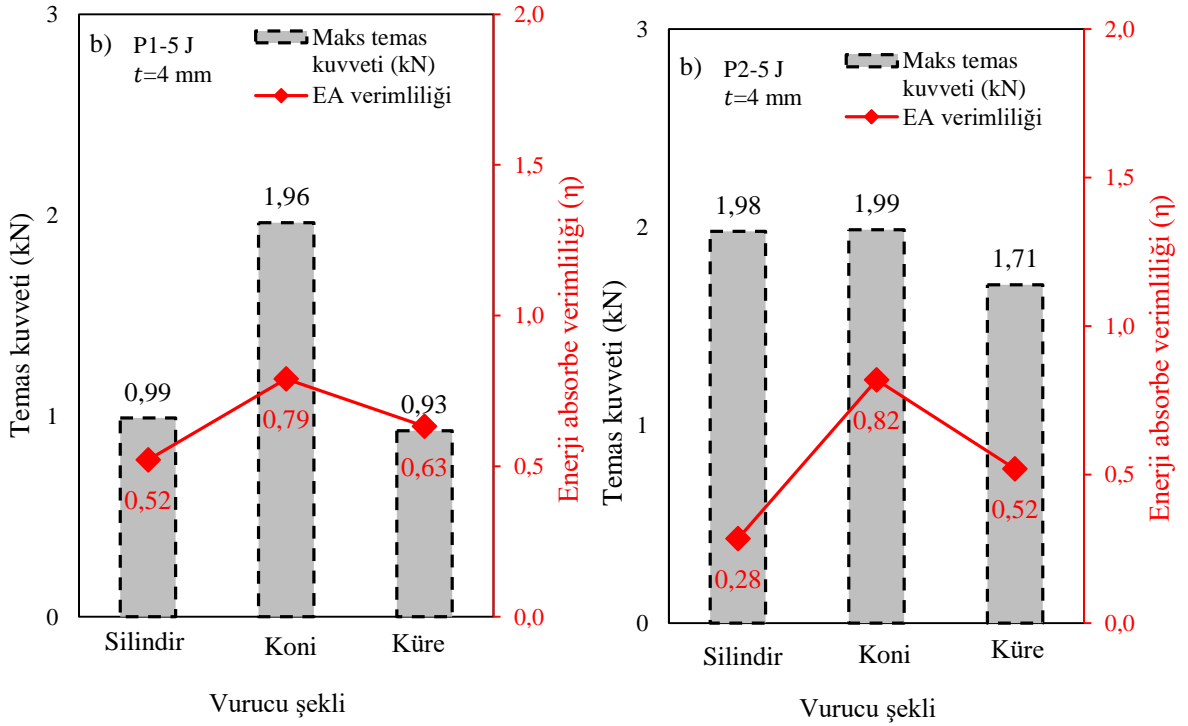 b) P1-5 J
t=4 mm
Maks temas
kuvveti (kN)
EA verimliliği
3
2
1
0
Temas kuvveti (kN)
2,0
1,5
1,0
0,5
0,0
Enerji absorbe verimliliği (η)
0,99
1,96
0,93
0,52
0,79
0,63
Silindir
Koni
Küre
Vurucu şekli
b) P2-5 J
t=4 mm
Maks temas
kuvveti (kN)
EA verimliliği
3
2
1
0
Temas kuvveti (kN)
2,0
1,5
1,0
0,5
0,0
Enerji absorbe verimliliği (η)
1,98
1,99
1,71
0,28
0,82
0,52
Silindir
Koni
Küre
Vurucu şekli